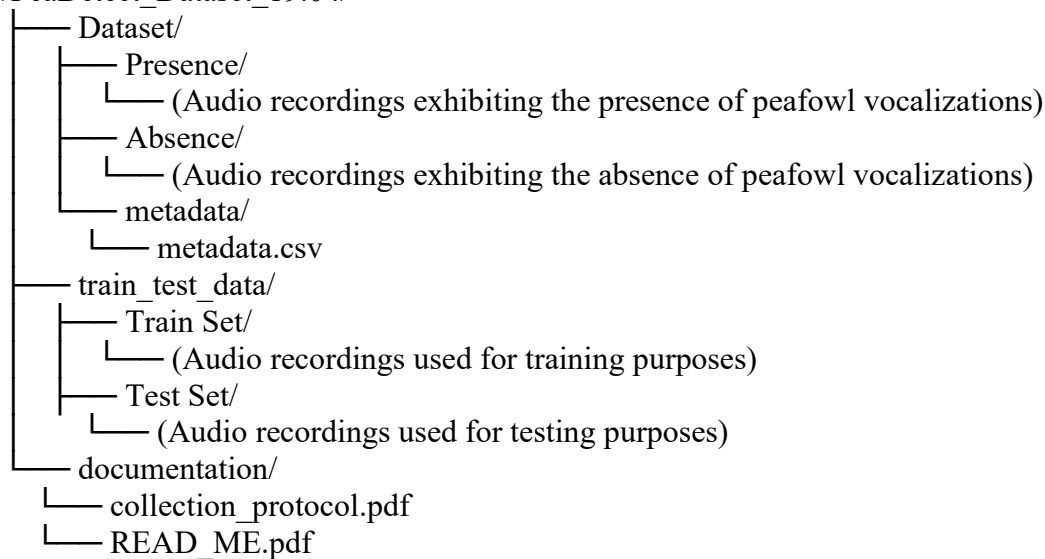 ├── Dataset/
│ ├── Presence/
│ │ └── (Audio recordings exhibiting the presence of peafowl vocalizations)
│ ├── Absence/
│ │ └── (Audio recordings exhibiting the absence of peafowl vocalizations)
│ └── metadata/
│ └── metadata.csv
├── train_test_data/
│ ├── Train Set/
│ │ └── (Audio recordings used for training purposes)
│ ├── Test Set/
│ └── (Audio recordings used for testing purposes)
└── documentation/
└── collection_protocol.pdf
└── READ_ME.pdf